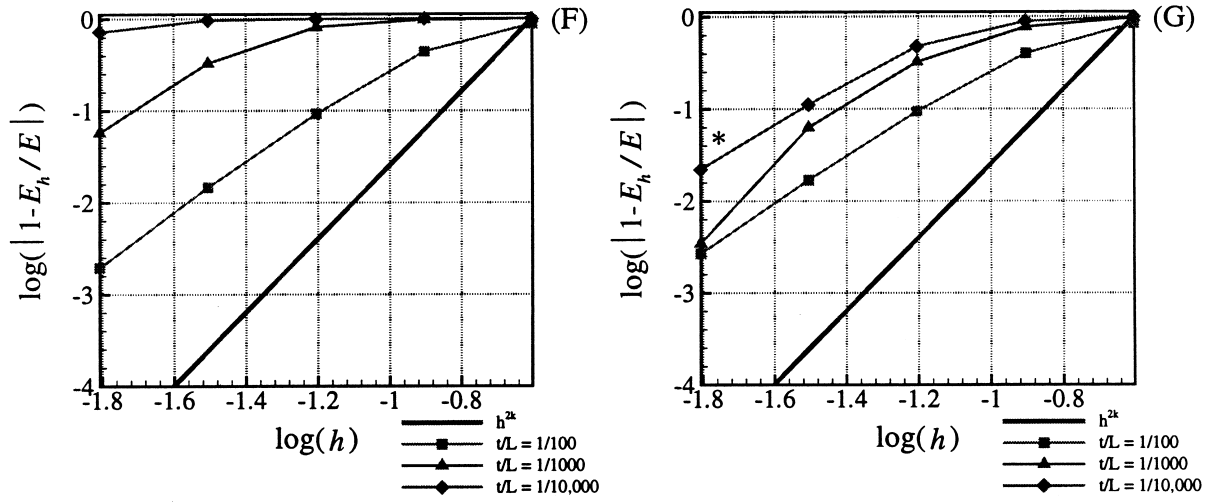 (F)
log(|1-E_h/E|)
0
-1
-2
-3
-4
-1.8 -1.6 -1.4 -1.2 -1 -0.8
log(h)
h^{2k}
t/L = 1/100
t/L = 1/1000
t/L = 1/10,000
(G)
log(|1-E_h/E|)
0
-1
*
-2
-3
-4
-1.8 -1.6 -1.4 -1.2 -1 -0.8
log(h)
h^{2k}
t/L = 1/100
t/L = 1/1000
t/L = 1/10,000